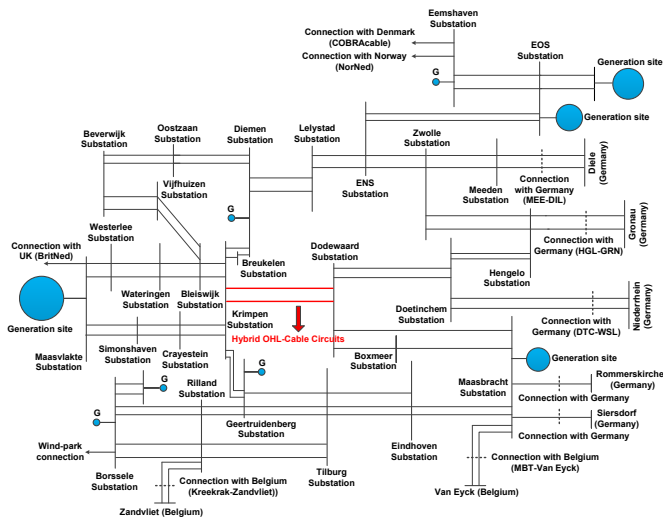 Eemshaven
Substation
Connection with Denmark
(COBRAcable)
EOS
Substation
Connection with Norway
(NorNed)
G
Generation site
Generation site
Oostzaan
Substation
Diemen
Substation
Lelystad
Substation
Zwolle
Substation
Beverwijk
Substation
Diele
(Germany)
Vijfhuizen
Substation
ENS
Substation
Meeden
Substation
Connection
with Germany
(MEE-DIL)
G
Gronau
(Germany)
Westerlee
Substation
Connection with
UK (BritNed)
Breukelen
Substation
Dodewaard
Substation
Connection with
Germany (HGL-GRN)
Hengelo
Substation
Wateringen
Substation
Bleiswijk
Substation
Krimpen
Substation
Doetinchem
Substation
Niederrhein
(Germany)
Generation site
Hybrid OHL-Cable Circuits
Connection with
Germany (DTC-WSL)
Maasvlakte
Substation
Simonshaven
Substation
Crayestein
Substation
Boxmeer
Substation
Generation site
G
Rilland
Substation
G
Maasbracht
Substation
Rommerskirche
(Germany)
Connection with Germany
G
Geertruidenberg
Substation
Siersdorf
(Germany)
Connection with Germany
Eindhoven
Substation
Wind-park
connection
Connection with Belgium
(MBT-Van Eyck)
Borssele
Substation
Connection with Belgium
(Kreekrak-Zandvliet))
Tilburg
Substation
Van Eyck (Belgium)
Zandvliet (Belgium)